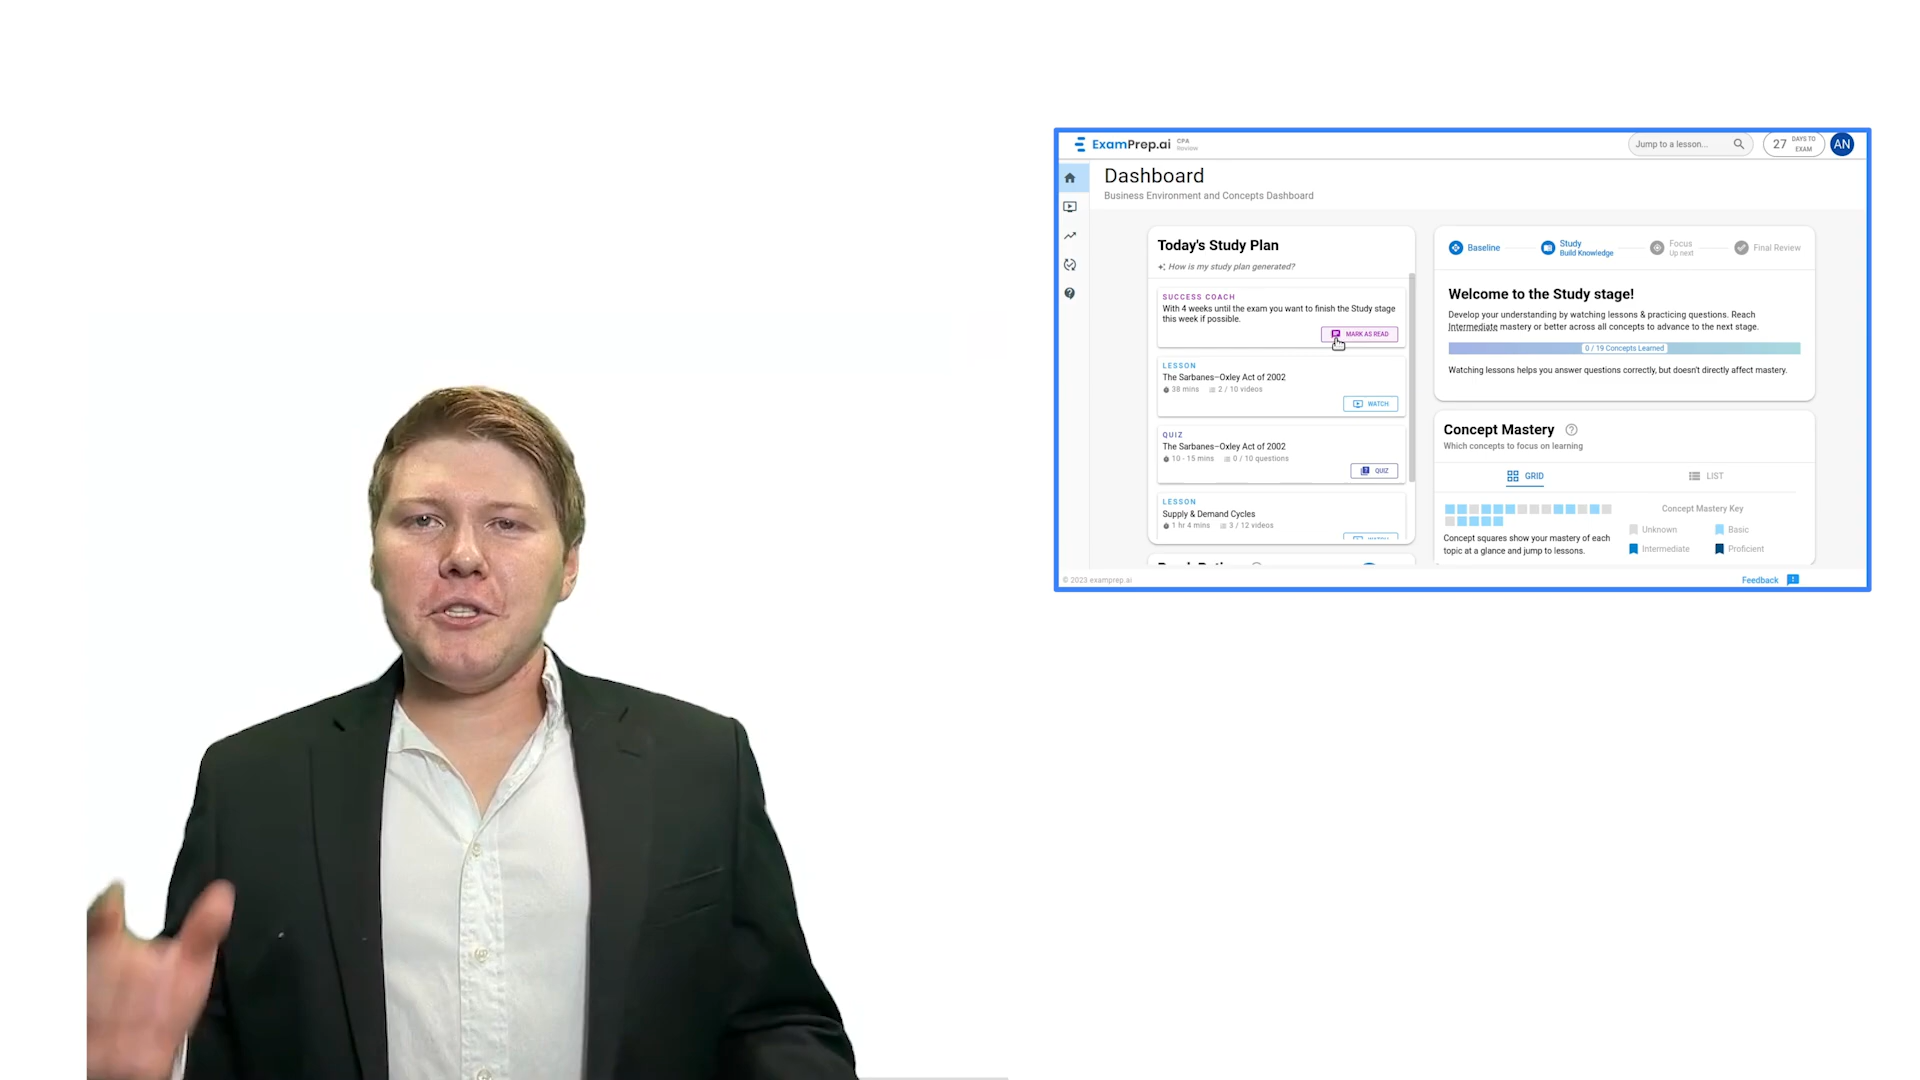 ExamPrep.ai
CPA
Review
Jump to a lesson...
27
DAYS TO
EXAM
AN
Dashboard
Business Environment and Concepts Dashboard
Today's Study Plan
How is my study plan generated?
SUCCESS COACH
With 4 weeks until the exam you want to finish the Study stage
this week if possible.
MARK AS READ
LESSON
The Sarbanes–Oxley Act of 2002
38 mins
2 / 10 videos
WATCH
QUIZ
The Sarbanes–Oxley Act of 2002
10 - 15 mins
0 / 10 questions
QUIZ
LESSON
Supply & Demand Cycles
1 hr 4 mins
3 / 12 videos
Baseline
Study
Build Knowledge
Focus
Up next
Final Review
Welcome to the Study stage!
Develop your understanding by watching lessons & practicing questions. Reach
Intermediate mastery or better across all concepts to advance to the next stage.
0 / 19 Concepts Learned
Watching lessons helps you answer questions correctly, but doesn't directly affect mastery.
Concept Mastery
Which concepts to focus on learning
GRID
LIST
Concept squares show your mastery of each
topic at a glance and jump to lessons.
Concept Mastery Key
Unknown
Basic
Intermediate
Proficient
© 2023 examprep.ai
Feedback